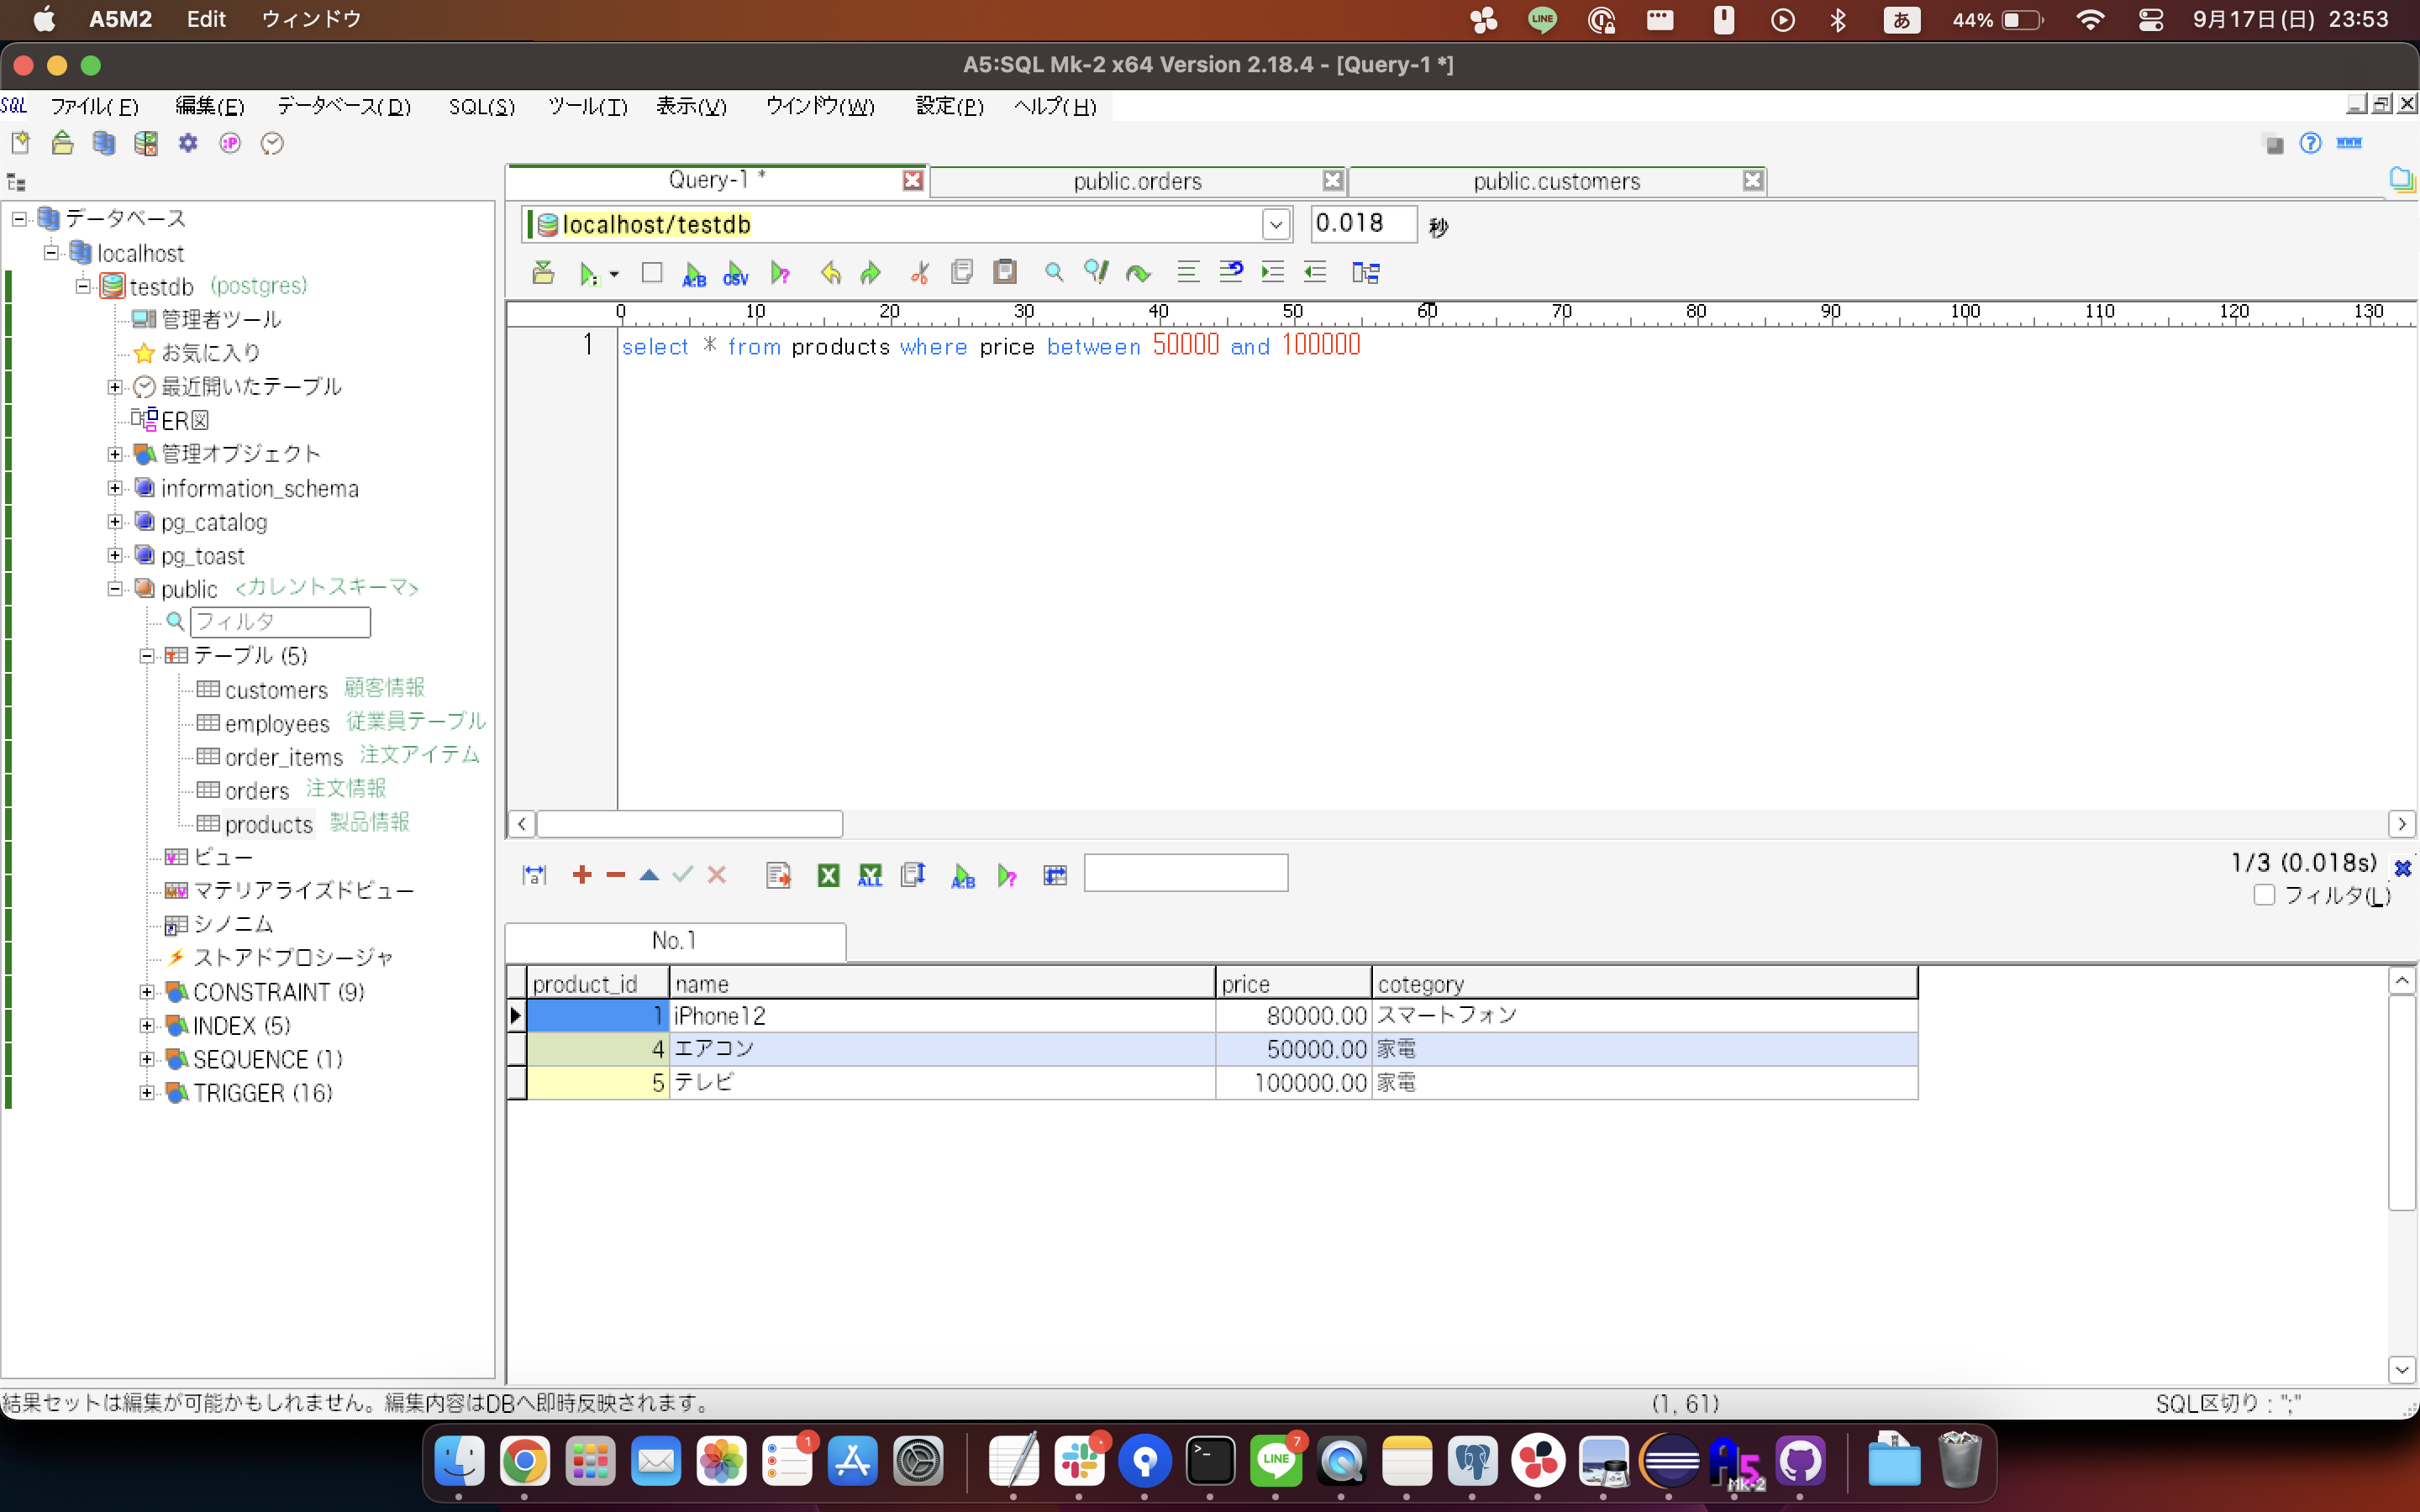 A5M2 Edit ウィンドウ
LINE あ 44% 9月17日(日) 23:53
A5:SQL Mk-2 x64 Version 2.18.4 - [Query-1 *]
SQL ファイル(F) 編集(E) データベース(D) SQL(S) ツール(T) 表示(V) ウインドウ(W) 設定(P) ヘルプ(H)
:P
Query-1 * public.orders public.customers
localhost/testdb 0.018 秒
A:B CSV
0 10 20 30 40 50 60 70 80 90 100 110 120 130
1 select * from products where price between 50000 and 100000
データベース
localhost
testdb (postgres)
管理者ツール
お気に入り
最近開いたテーブル
ER図
管理オブジェクト
information_schema
pg_catalog
pg_toast
public <カレントスキーマ>
フィルタ
テーブル (5)
customers 顧客情報
employees 従業員テーブル
order_items 注文アイテム
orders 注文情報
products 製品情報
ビュー
マテリアライズドビュー
シノニム
ストアドプロシージャ
CONSTRAINT (9)
INDEX (5)
SEQUENCE (1)
TRIGGER (16)
ALL A:B
1/3 (0.018s)
フィルタ(L)
No.1
product_id name price cotegory
1 iPhone12 80000.00 スマートフォン
4 エアコン 50000.00 家電
5 テレビ 100000.00 家電
結果セットは編集が可能かもしれません。編集内容はDBへ即時反映されます。 (1, 61) SQL区切り : ";"
1 LINE 7 A5 Mk-2